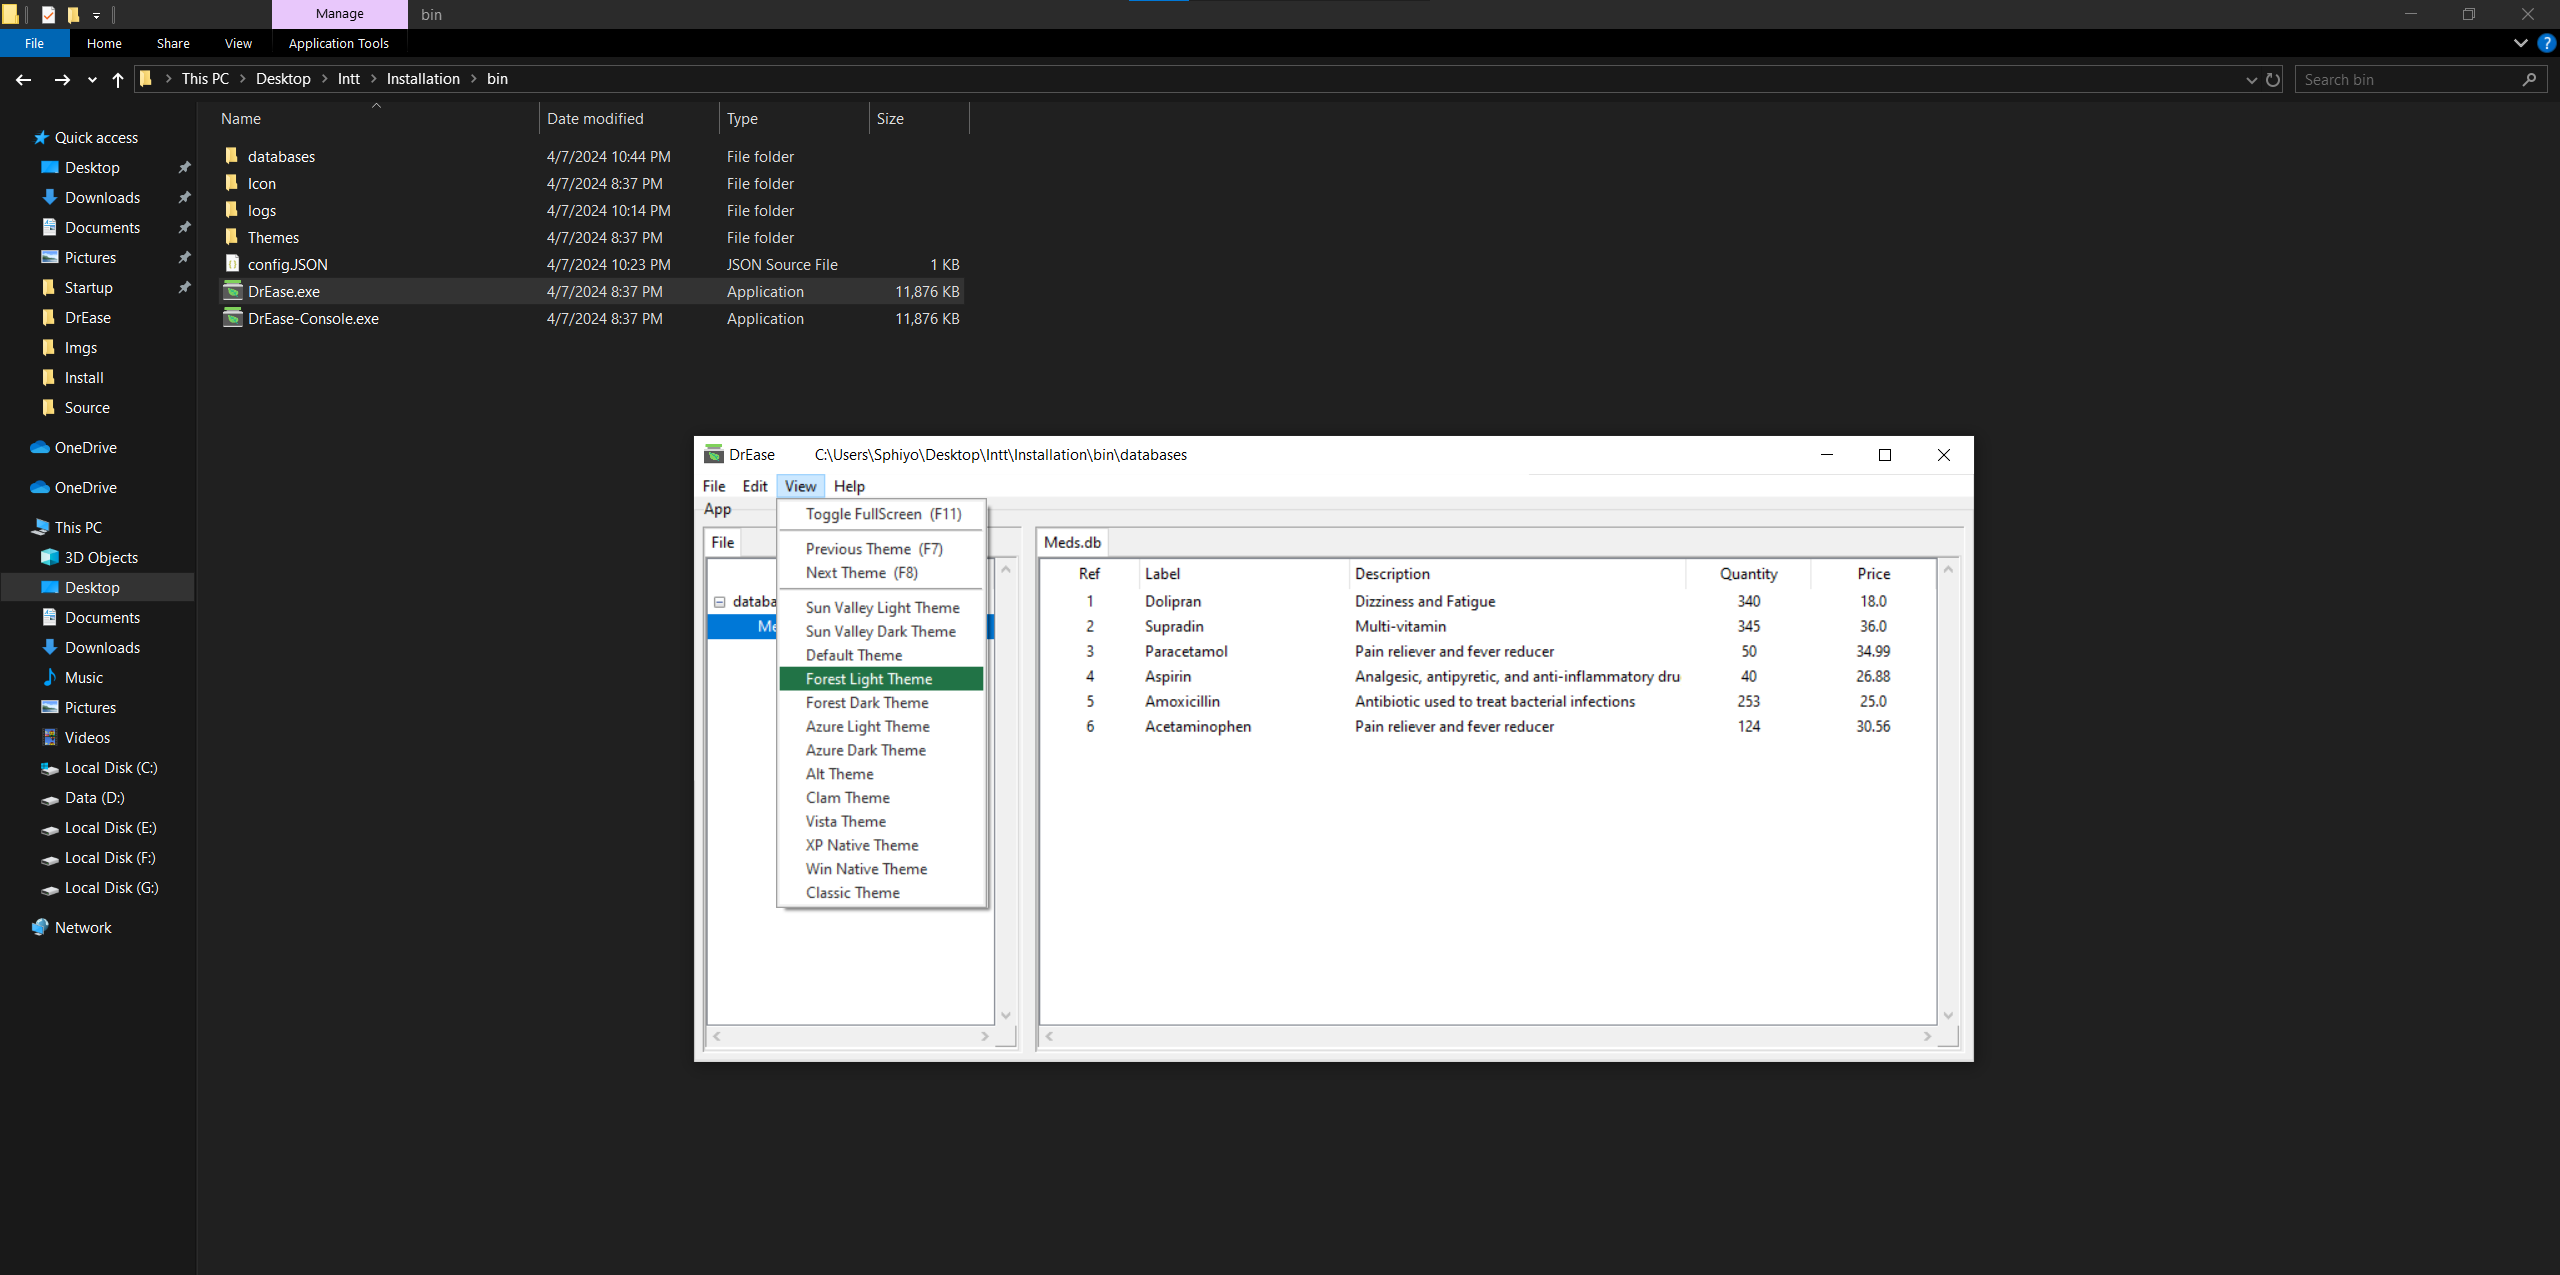 Manage
bin
File
Home
Share
View
Application Tools
This PC
Desktop
Intt
Installation
bin
Search bin
Name
Date modified
Type
Size
databases 4/7/2024 10:44 PM File folder
Icon 4/7/2024 8:37 PM File folder
logs 4/7/2024 10:14 PM File folder
Themes 4/7/2024 8:37 PM File folder
config.JSON 4/7/2024 10:23 PM JSON Source File 1 KB
DrEase.exe 4/7/2024 8:37 PM Application 11,876 KB
DrEase-Console.exe 4/7/2024 8:37 PM Application 11,876 KB
Quick access
Desktop
Downloads
Documents
Pictures
Startup
DrEase
Imgs
Install
Source
OneDrive
OneDrive
This PC
3D Objects
Desktop
Documents
Downloads
Music
Pictures
Videos
Local Disk (C:)
Data (D:)
Local Disk (E:)
Local Disk (F:)
Local Disk (G:)
Network
DrEase C:\Users\Sphiyo\Desktop\Intt\Installation\bin\databases
File Edit View Help
App
File
databa
Me
Toggle FullScreen (F11)
Previous Theme (F7)
Next Theme (F8)
Sun Valley Light Theme
Sun Valley Dark Theme
Default Theme
Forest Light Theme
Forest Dark Theme
Azure Light Theme
Azure Dark Theme
Alt Theme
Clam Theme
Vista Theme
XP Native Theme
Win Native Theme
Classic Theme
Meds.db
Ref Label Description Quantity Price
1 Dolipran Dizziness and Fatigue 340 18.0
2 Supradin Multi-vitamin 345 36.0
3 Paracetamol Pain reliever and fever reducer 50 34.99
4 Aspirin Analgesic, antipyretic, and anti-inflammatory dru 40 26.88
5 Amoxicillin Antibiotic used to treat bacterial infections 253 25.0
6 Acetaminophen Pain reliever and fever reducer 124 30.56